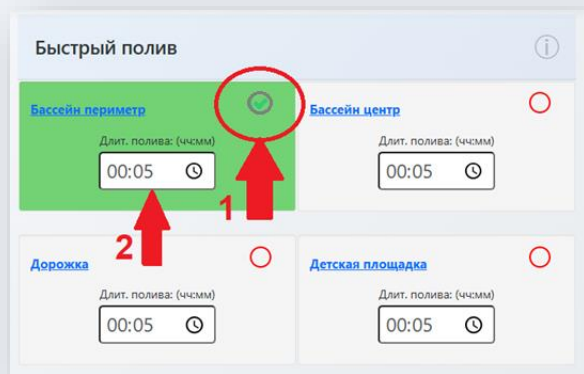 Быстрый полив
Бассейн периметр
Бассейн центр
Длит. полива: (чч:мм)
Длит. полива: (чч:мм)
00:05
00:05
1
2
Дорожка
Детская площадка
Длит. полива: (чч:мм)
Длит. полива: (чч:мм)
00:05
00:05